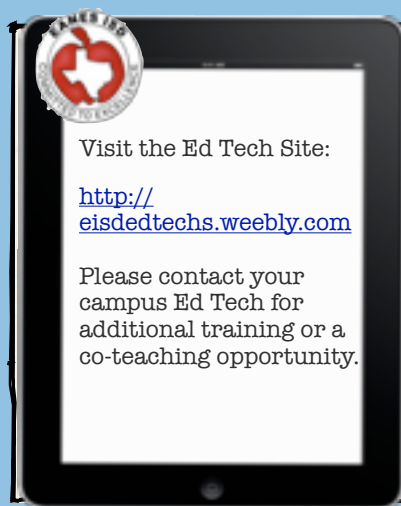 EANES ISD
COMMITTED TO EXCELLENCE
Visit the Ed Tech Site:
http://
eisdedtechs.weebly.com
Please contact your
campus Ed Tech for
additional training or a
co-teaching opportunity.